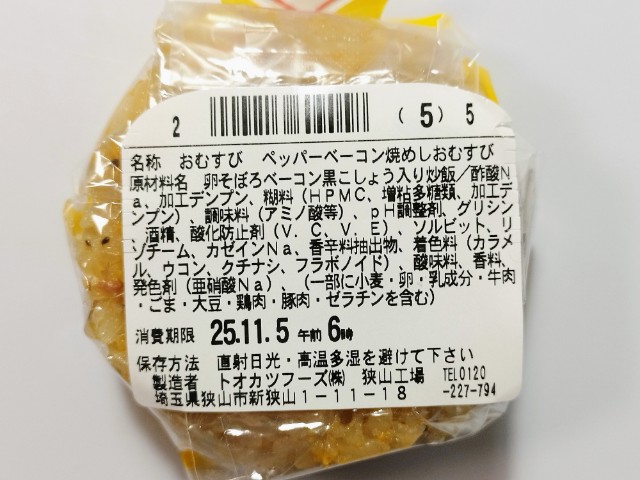 2 (5) 5
名称 おむすび ペッパーベーコン焼めしおむすび
原材料名 卵そぼろベーコン黒こしょう入り炒飯/酢酸N
a、加工デンプン、糊料(HPMC、増粘多糖類、加工デ
ンプン)、調味料(アミノ酸等)、pH調整剤、グリシン
、酒精、酸化防止剤(V.C、V.E)、ソルビット、リ
ゾチーム、カゼインNa、香辛料抽出物、着色料(カラメ
ル、ウコン、クチナシ、フラボノイド)、酸味料、香料、
発色剤(亜硝酸Na)、(一部に小麦・卵・乳成分・牛肉
・ごま・大豆・鶏肉・豚肉・ゼラチンを含む)
消費期限 25.11.5 午前 6時
保存方法 直射日光・高温多湿を避けて下さい
製造者 トオカツフーズ㈱ 狭山工場 TEL0120
埼玉県狭山市新狭山1-11-18 -227-794